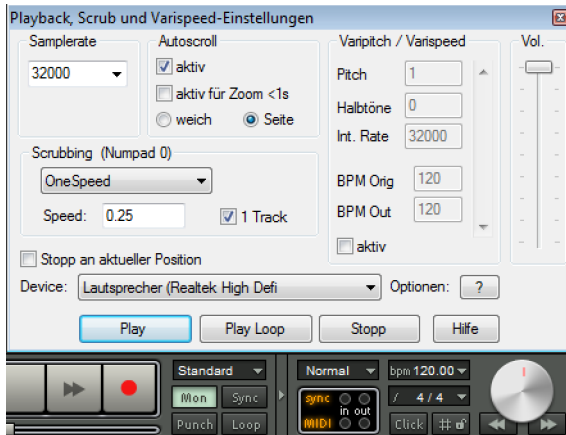 Playback, Scrub und Varispeed-Einstellungen
Samplerate
32000
Autoscroll
aktiv
aktiv für Zoom <1s
weich Seite
Scrubbing (Numpad 0)
OneSpeed
Speed: 0.25 1 Track
Varipitch / Varispeed
Pitch 1
Halbtöne 0
Int. Rate 32000
BPM Orig 120
BPM Out 120
aktiv
Vol.
Stopp an aktueller Position
Device: Lautsprecher (Realtek High Defi Optionen: ?
Play Play Loop Stopp Hilfe
Standard Normal bpm 120.00
Mon Sync sync in out / 4 / 4
Punch Loop MIDI Click